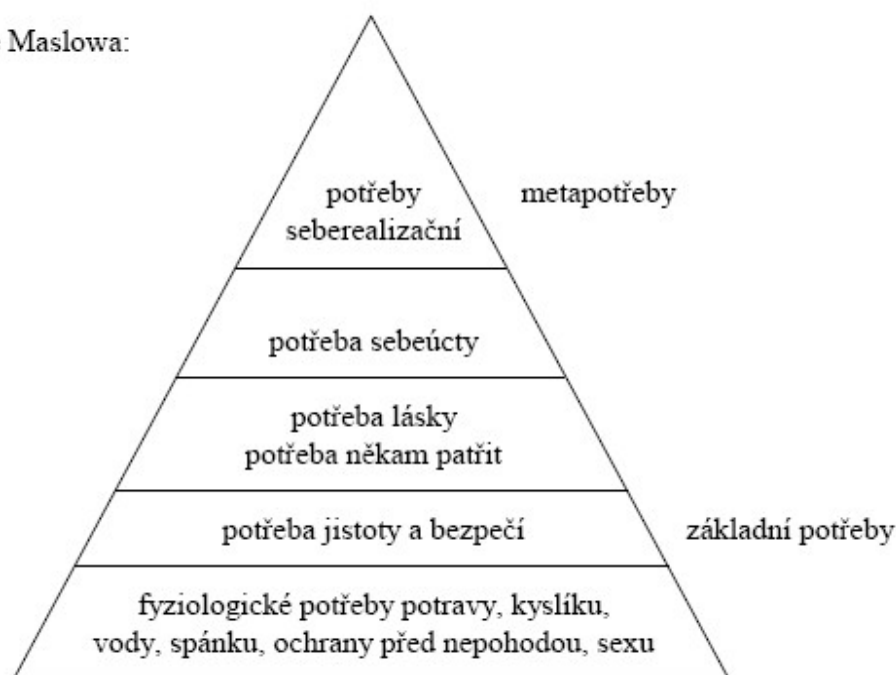 Maslowa:
potřeby
seberealizační
metapotřeby
potřeba sebeúcty
potřeba lásky
potřeba někam patřit
potřeba jistoty a bezpečí
základní potřeby
fyziologické potřeby potravy, kyslíku,
vody, spánku, ochrany před nepohodou, sexu